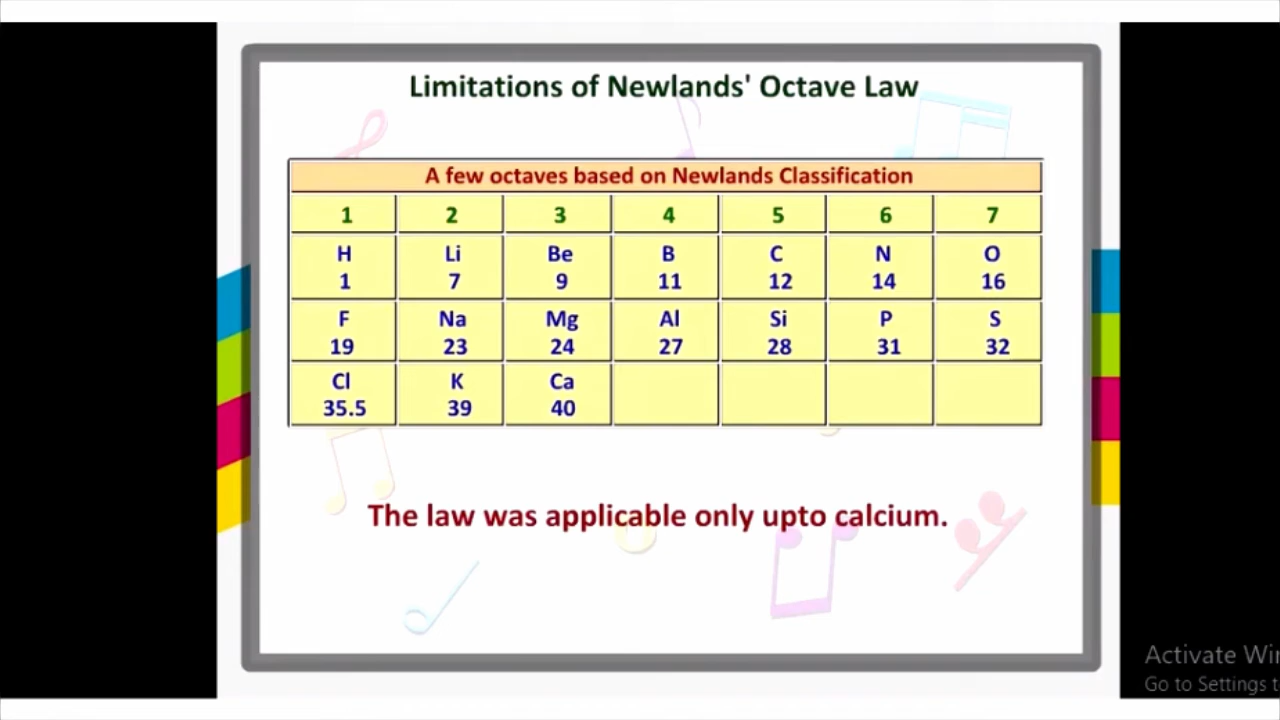 Limitations of Newlands' Octave Law
A few octaves based on Newlands Classification
1 2 3 4 5 6 7
H Li Be B C N O
1 7 9 11 12 14 16
F Na Mg Al Si P S
19 23 24 27 28 31 32
Cl K Ca
35.5 39 40
The law was applicable only upto calcium.
Activate
Go to Settings